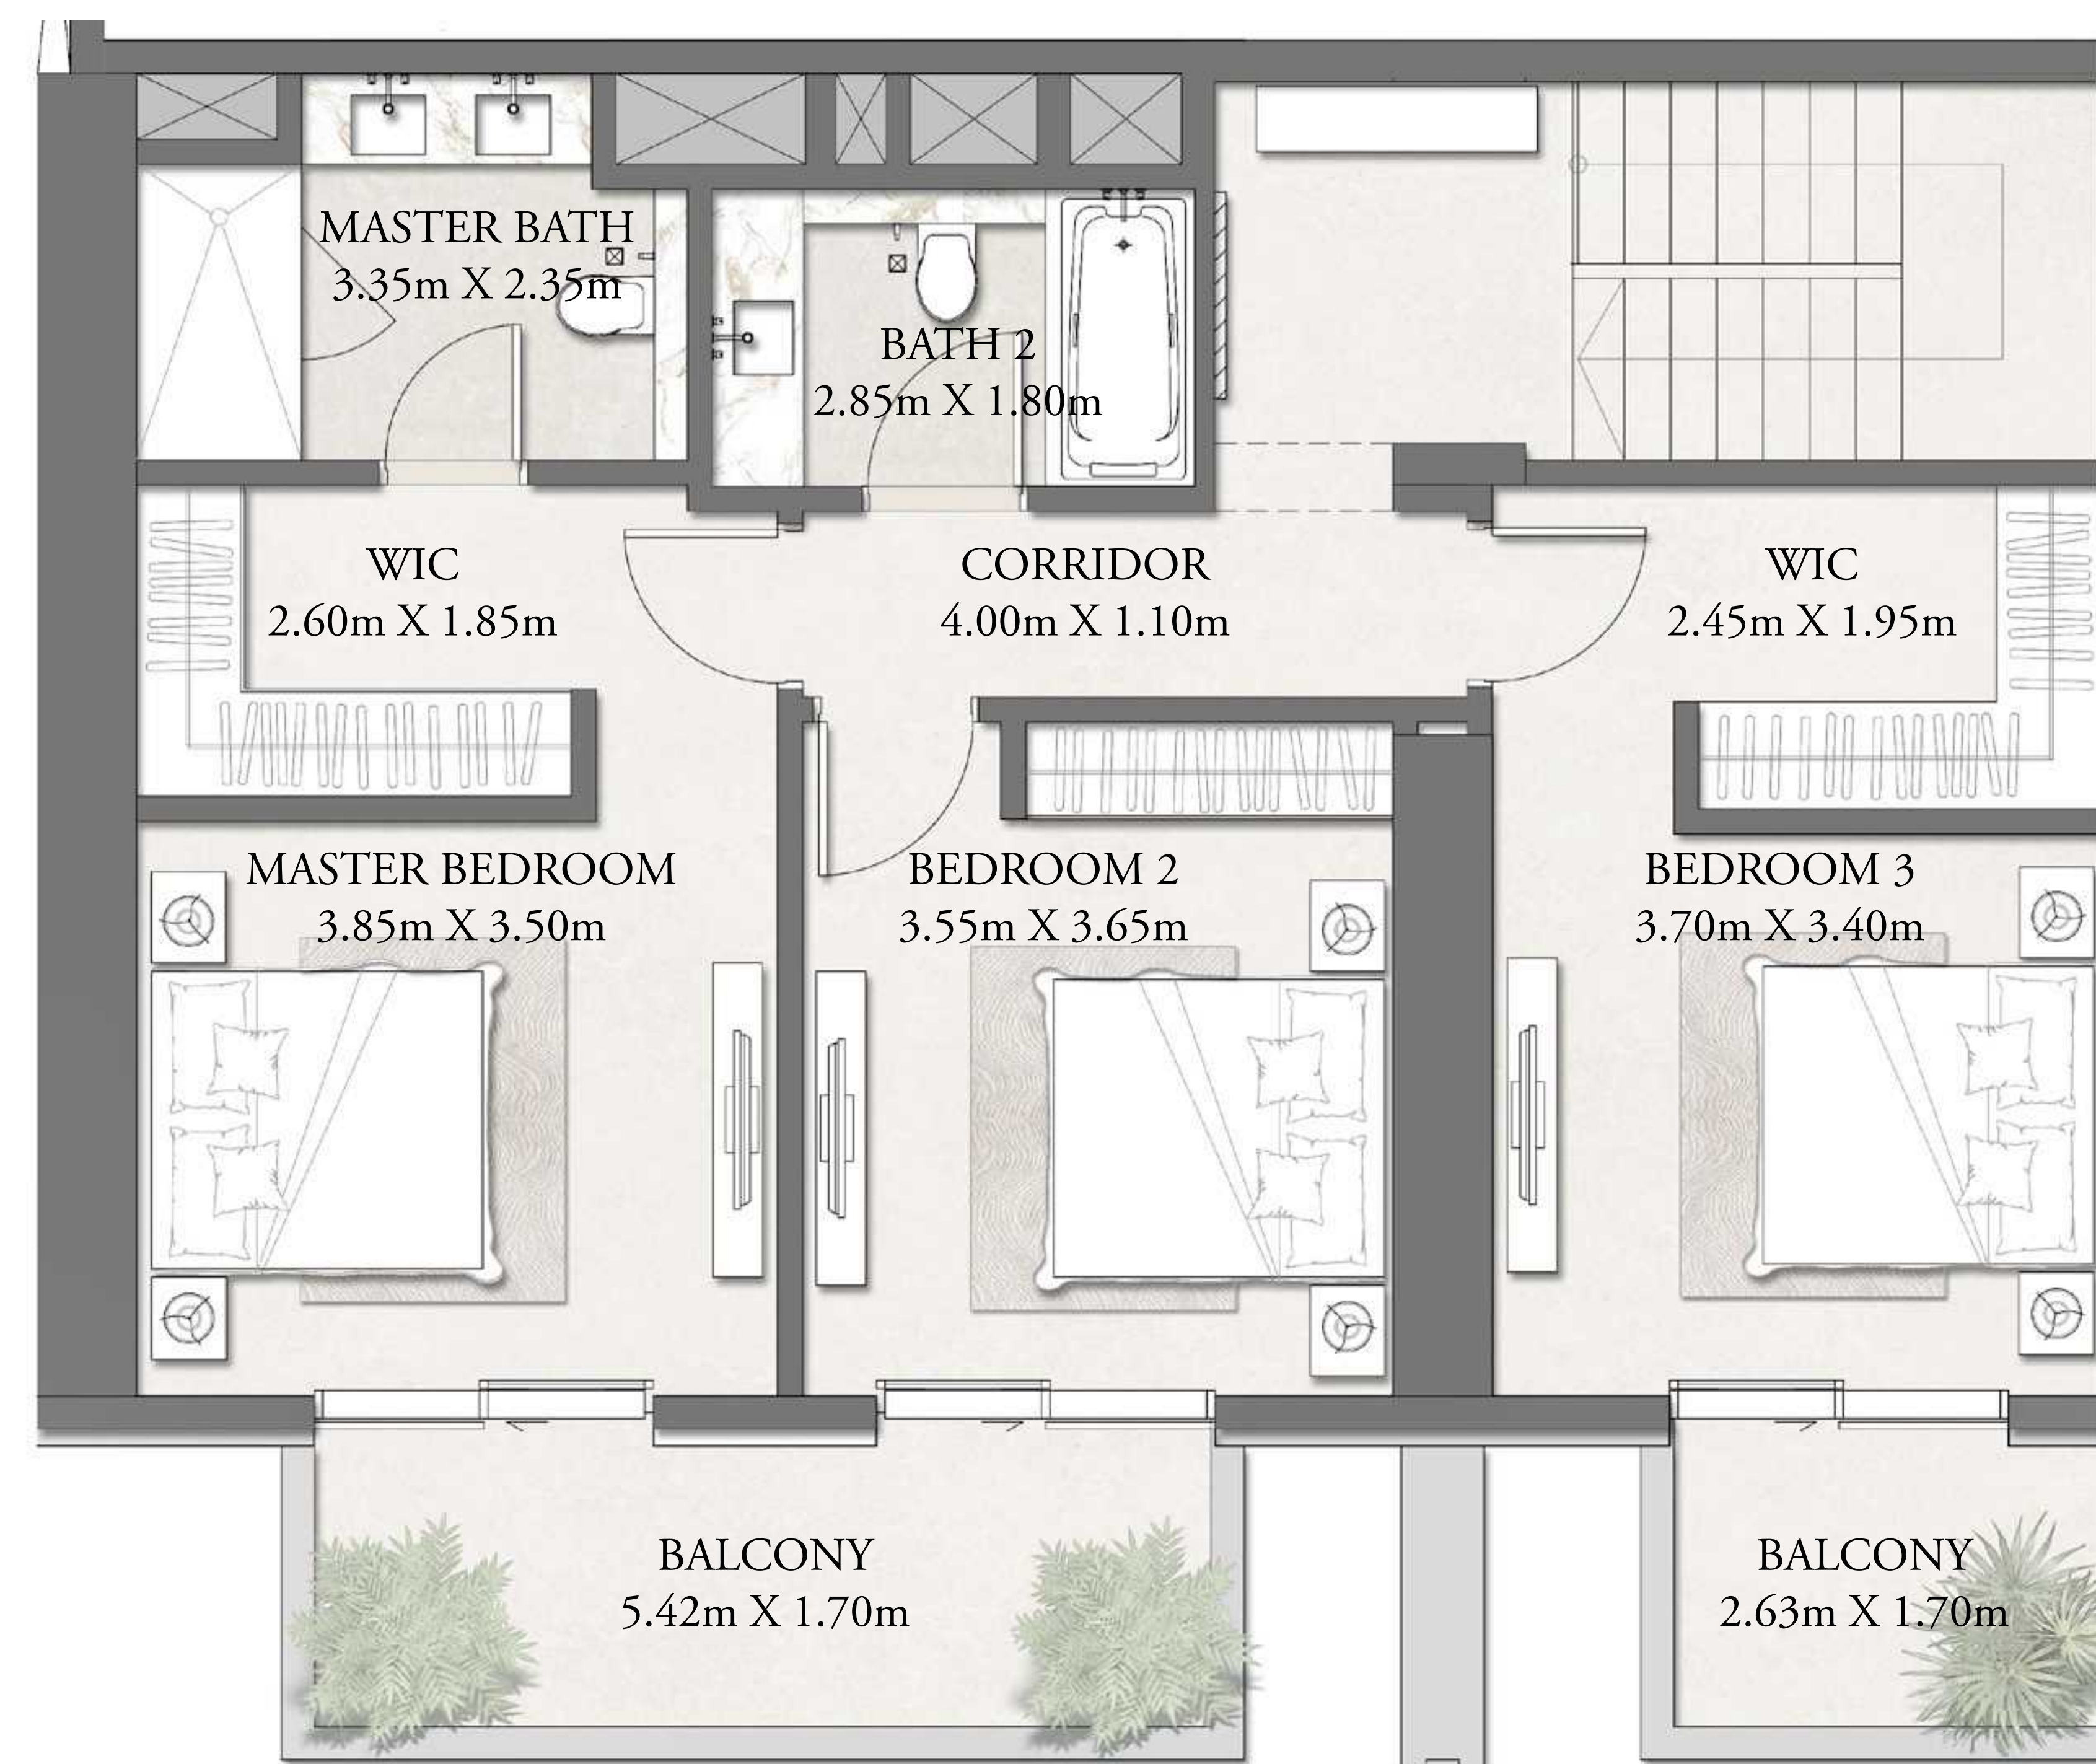 MASTER BATH
3.35m X 2.35m
BATH 2
2.85m X 1.80m
WIC
2.60m X 1.85m
CORRIDOR
4.00m X 1.10m
WIC
2.45m X 1.95m
MASTER BEDROOM
3.85m X 3.50m
BEDROOM 2
3.55m X 3.65m
BEDROOM 3
3.70m X 3.40m
BALCONY
5.42m X 1.70m
BALCONY
2.63m X 1.70m